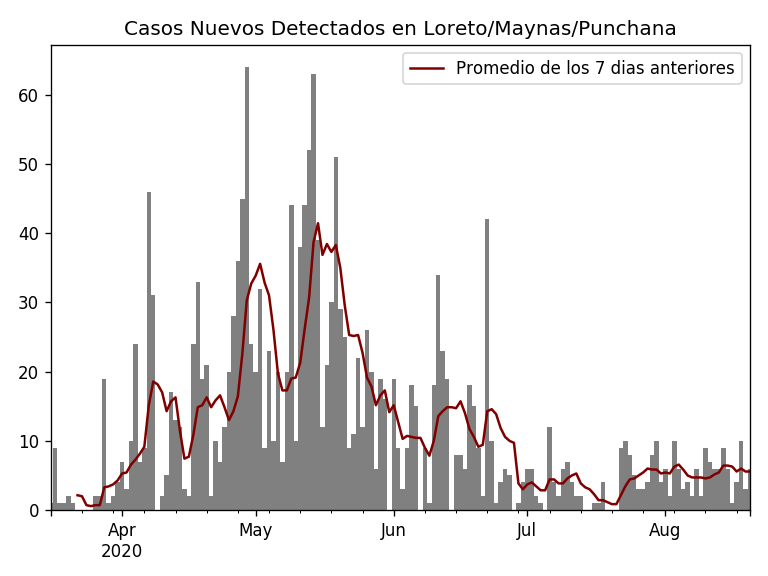 Casos Nuevos Detectados en Loreto/Maynas/Punchana
Promedio de los 7 dias anteriores
60
50
40
30
20
10
0
Apr May Jun Jul Aug
2020